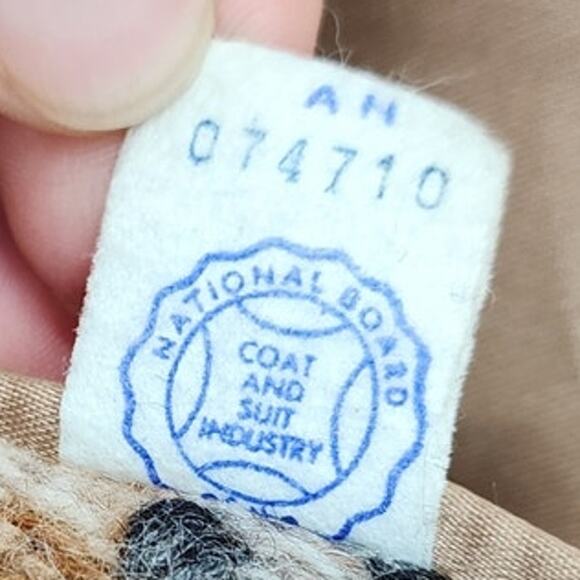 AH
074710
NATIONAL BOARD
COAT
AND
SUIT
INDUSTRY